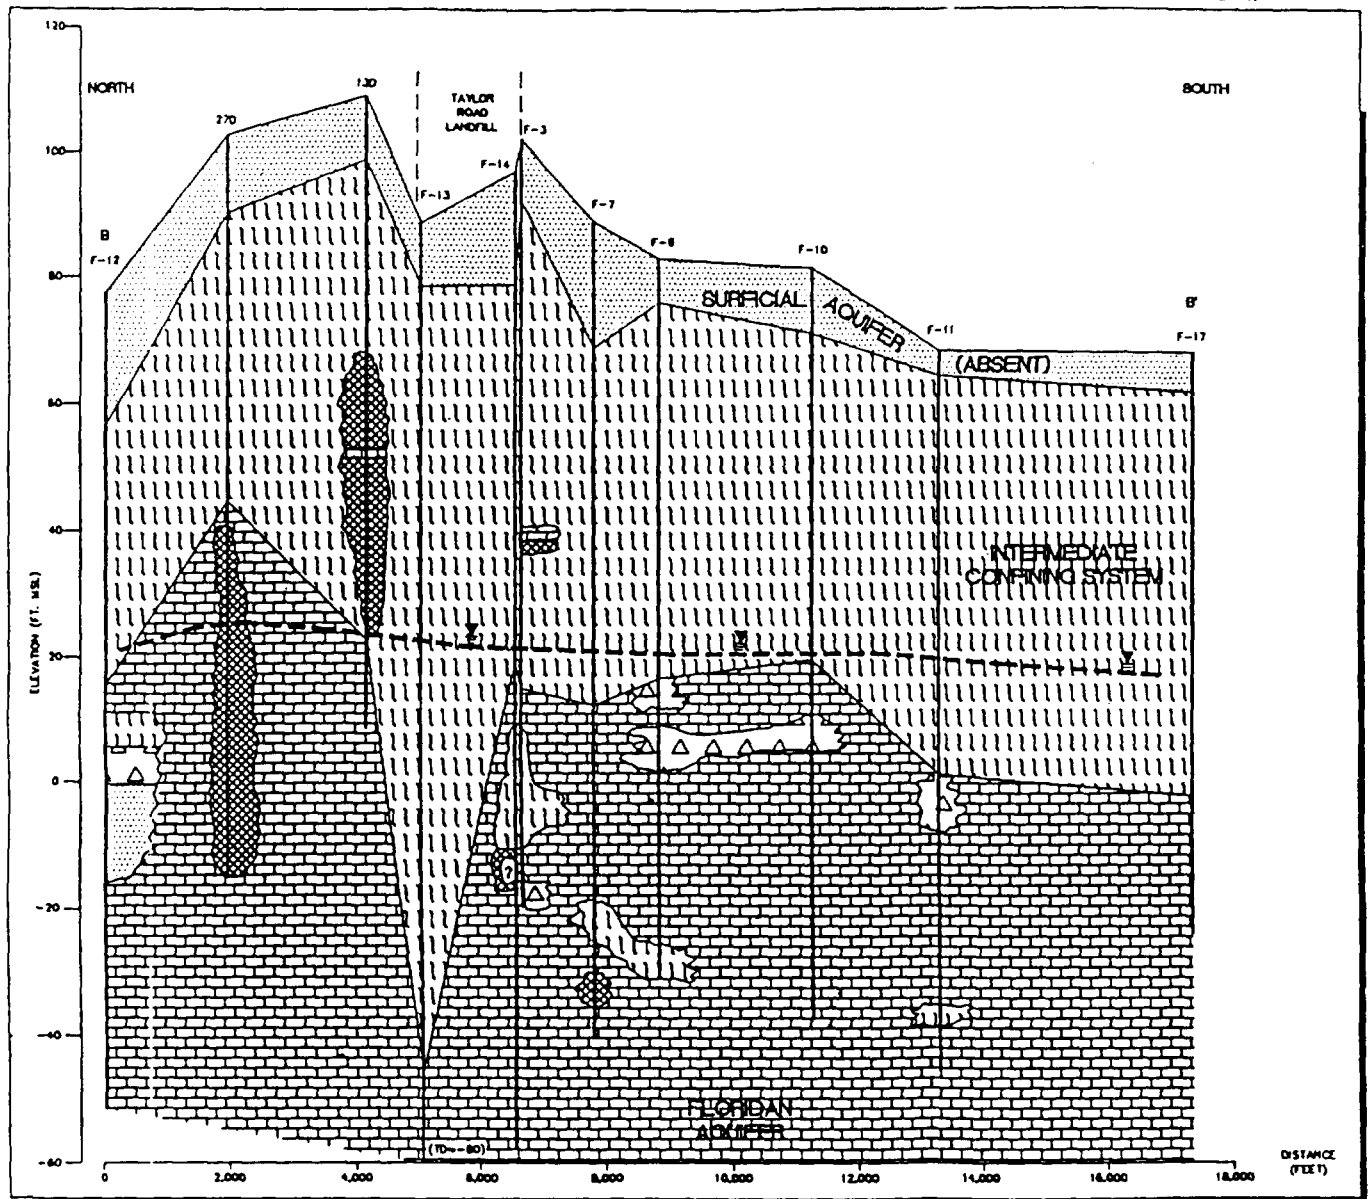 120
NORTH
SOUTH
TAYLOR
ROAD
LANDFILL
130
270
100
F-3
F-14
F-13
F-7
B
F-12
F-10
80
SURFICIAL AQUIFER
(ABSENT)
F-11
B'
F-17
60
40
INTERMEDIATE
CONFINING SYSTEM
ELEVATION (FT. MSL)
20
0
?
-20
-40
FLORIDAN
AQUIFER
-60
0
2,000
4,000
6,000
8,000
10,000
12,000
14,000
16,000
18,000
DISTANCE
(FEET)